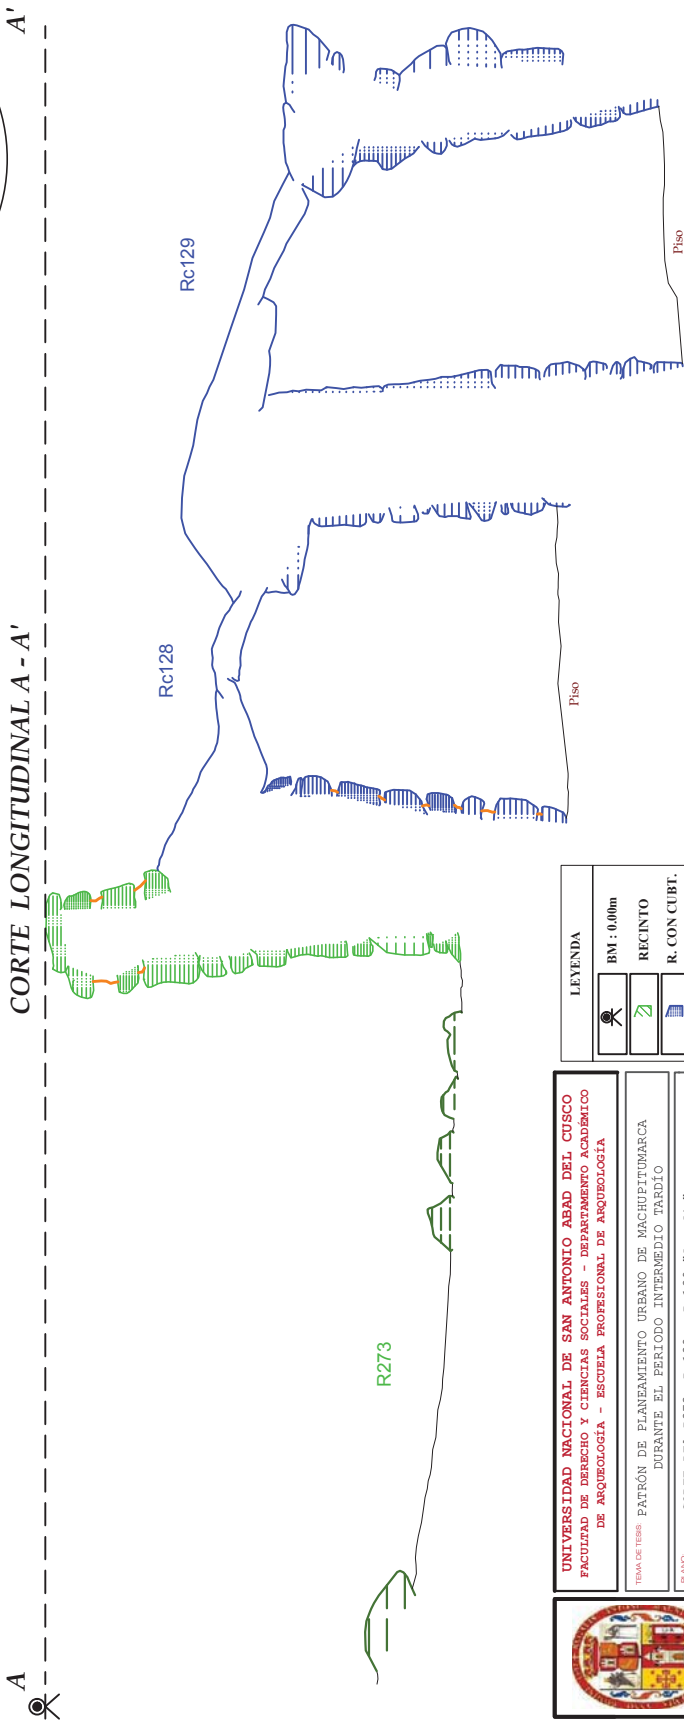 CORTE LONGITUDINAL A - A'
A
A'
Rc129
Rc128
R273
Piso
Piso
LEYENDA
BM : 0.00m
RECINTO
R. CON CUBT.
UNIVERSIDAD NACIONAL DE SAN ANTONIO ABAD DEL CUSCO
FACULTAD DE DERECHO Y CIENCIAS SOCIALES - DEPARTAMENTO ACADÉMICO
DE ARQUEOLOGÍA - ESCUELA PROFESIONAL DE ARQUEOLOGÍA
TEMA DE TESIS: PATRÓN DE PLANEAMIENTO URBANO DE MACHUPITUMARCA
DURANTE EL PERIODO INTERMEDIO TARDÍO